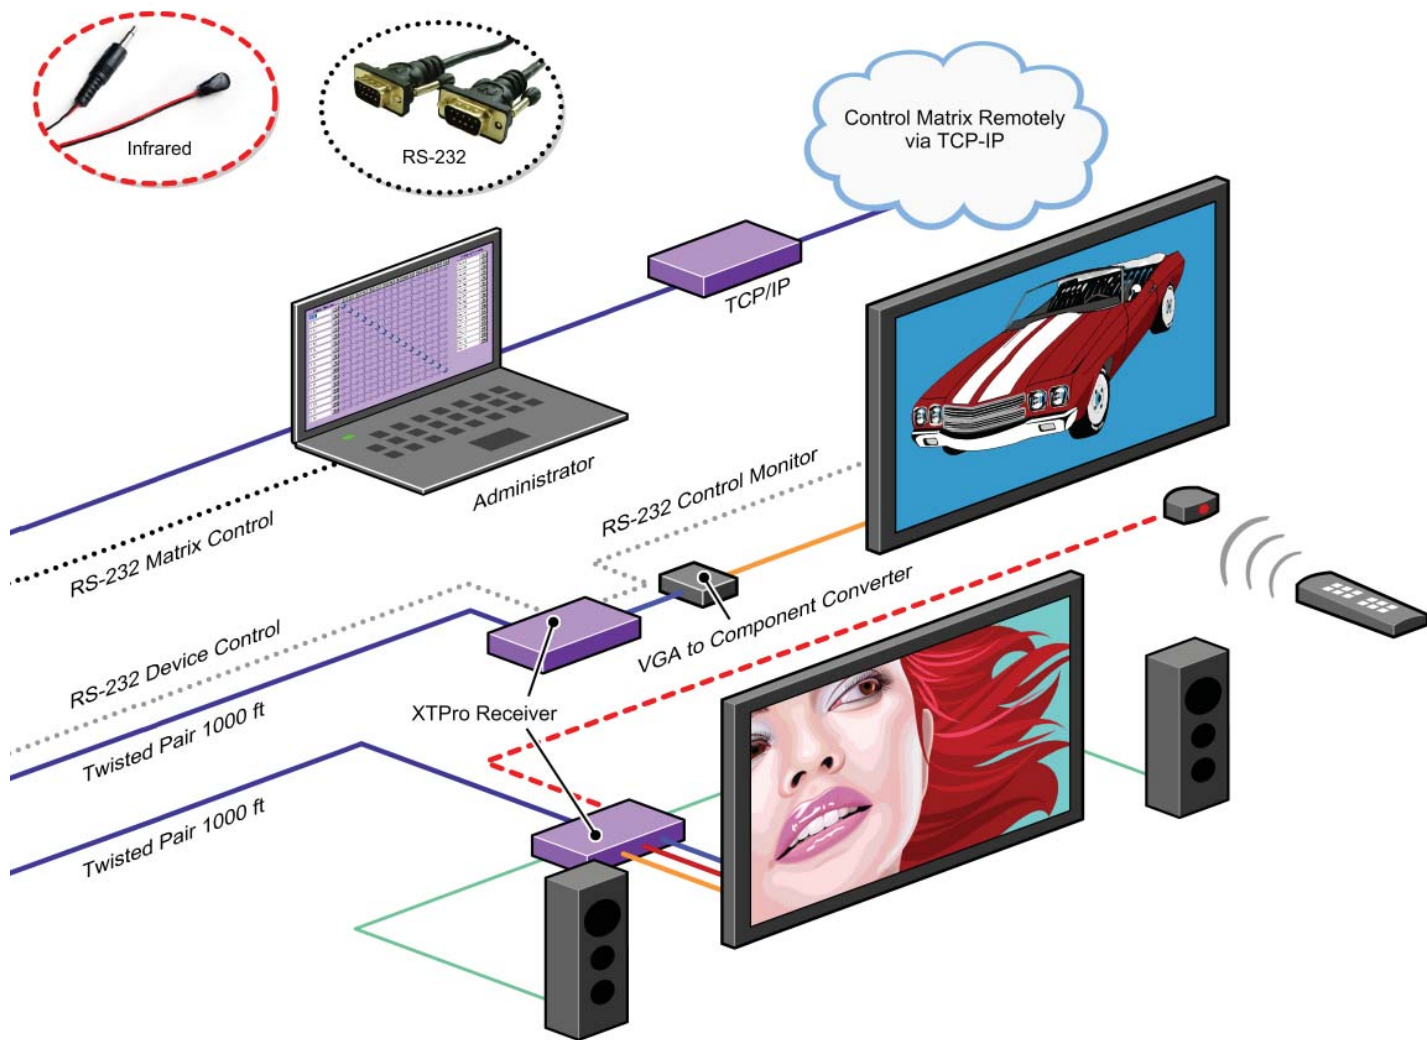 Infrared
RS-232
Control Matrix Remotely
via TCP-IP
TCP/IP
Administrator
RS-232 Matrix Control
RS-232 Control Monitor
VGA to Component Converter
RS-232 Device Control
XTPro Receiver
Twisted Pair 1000 ft
Twisted Pair 1000 ft